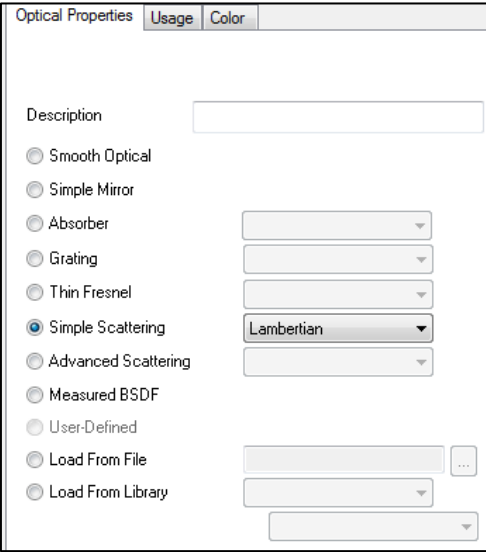 Optical Properties Usage Color
Description
Smooth Optical
Simple Mirror
Absorber
Grating
Thin Fresnel
Simple Scattering Lambertian
Advanced Scattering
Measured BSDF
User-Defined
Load From File ...
Load From Library